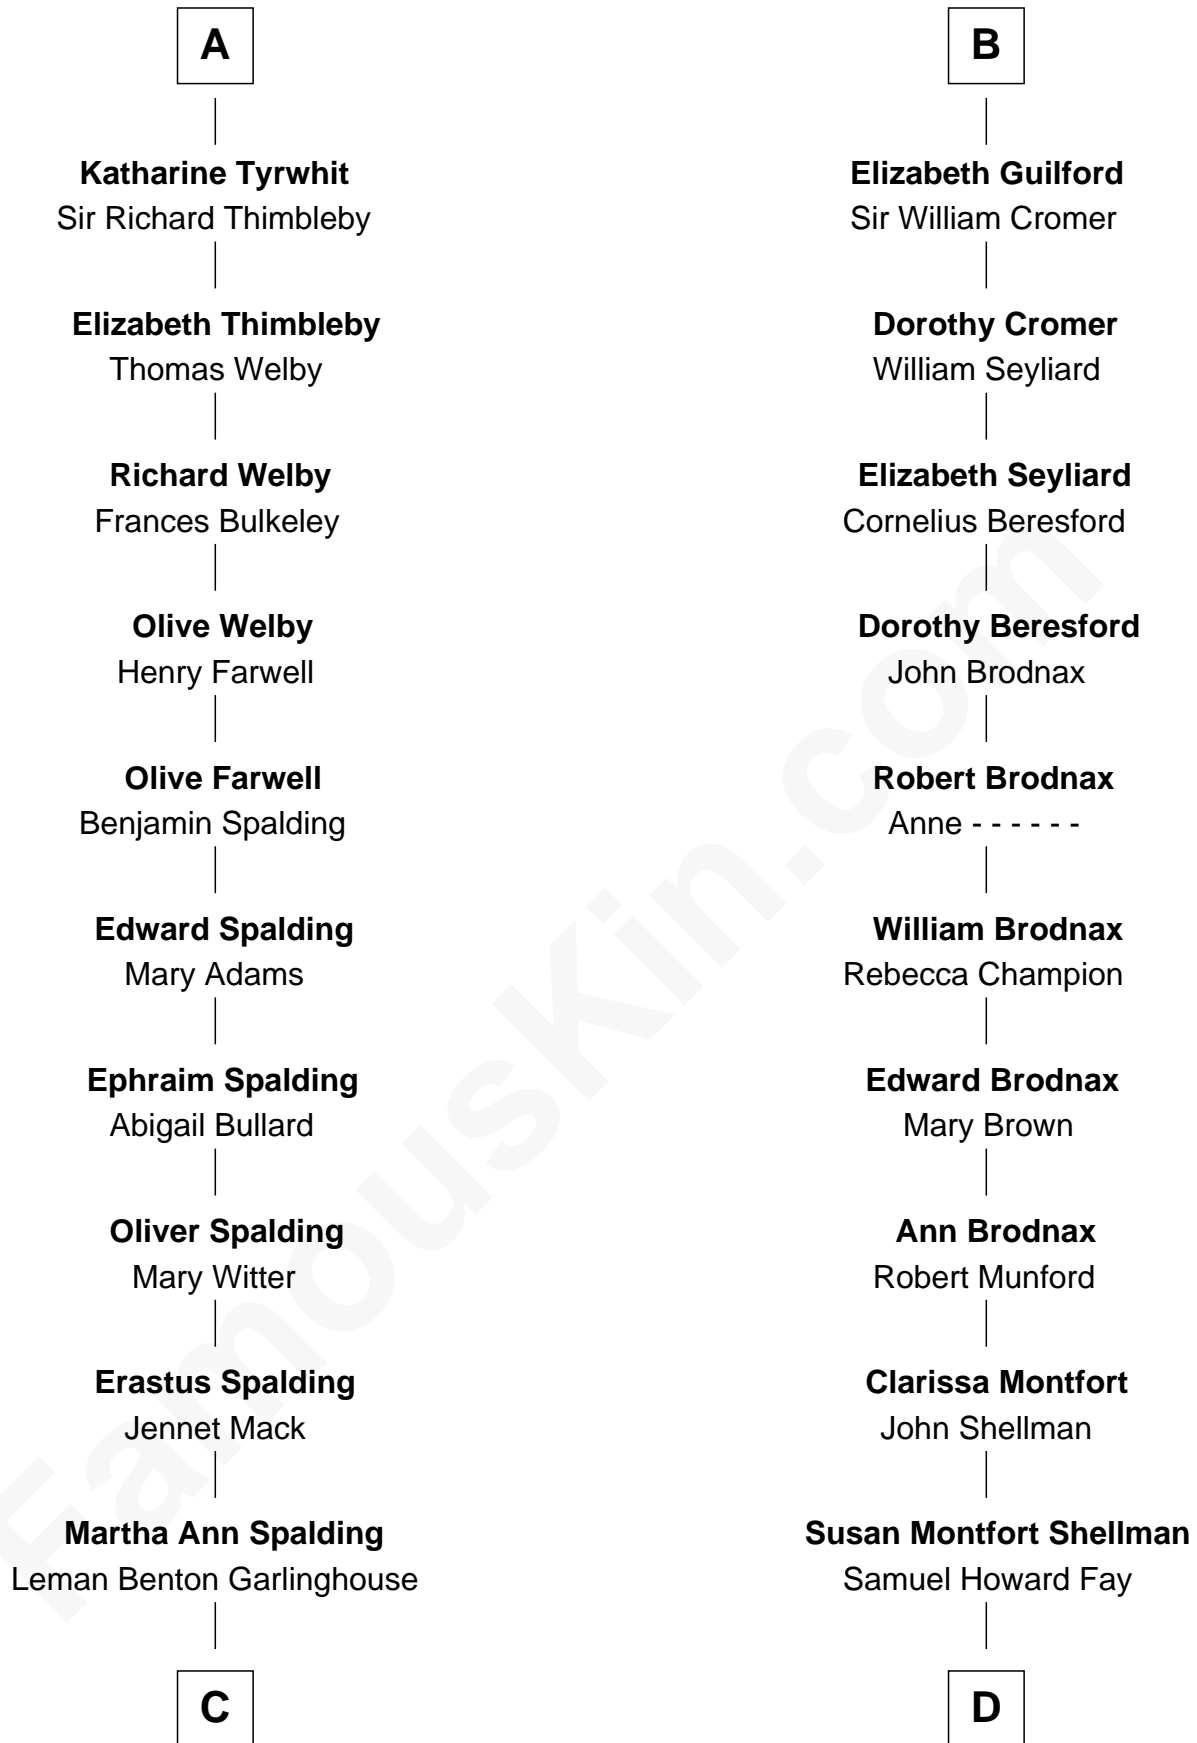 A
Katharine Tyrwhit
Sir Richard Thimbleby
Elizabeth Thimbleby
Thomas Welby
Richard Welby
Frances Bulkeley
Olive Welby
Henry Farwell
Olive Farwell
Benjamin Spalding
Edward Spalding
Mary Adams
Ephraim Spalding
Abigail Bullard
Oliver Spalding
Mary Witter
Erastus Spalding
Jennet Mack
Martha Ann Spalding
Leman Benton Garlinghouse
C
B
Elizabeth Guilford
Sir William Cromer
Dorothy Cromer
William Seyliard
Elizabeth Seyliard
Cornelius Beresford
Dorothy Beresford
John Brodnax
Robert Brodnax
Anne - - - - - -
William Brodnax
Rebecca Champion
Edward Brodnax
Mary Brown
Ann Brodnax
Robert Munford
Clarissa Montfort
John Shellman
Susan Montfort Shellman
Samuel Howard Fay
D
FamousKin.com